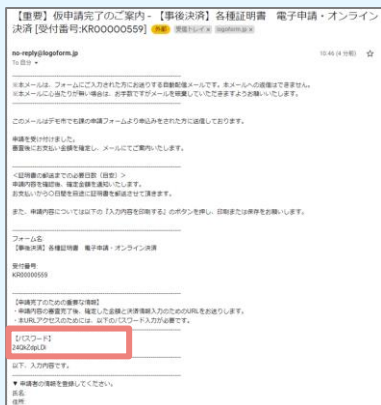 【重要】仮申請完了のご案内 - 【事後決済】各種証明書　電子申請・オンライン
決済 [受付番号:KR00000559] 外部 受信トレイ × logoform.jp ×
no-reply@logoform.jp
To 自分
10:46 (4 分前)
※本メールは、フォームにご入力された方にお送りする自動配信メールです。本メールへの返信はできません。
※本メールに心当たりが無い場合は、お手数ですがメールを破棄していただきますようお願いいたします。
このメールはデモ市でも課の申請フォームより申込みをされた方に送信しております。
申請を受け付けました。
審査後にお支払い金額を確定し、メールにてご案内いたします。
<証明書の郵送までの必要日数（目安）>
申請内容を確認後、確定金額を通知いたします。
お支払いから〇日間を目途に証明書を郵送させて頂きます。
また、申請内容については以下の「入力内容を印刷する」のボタンを押し、印刷または保存をお願いします。
フォーム名
【事後決済】各種証明書　電子申請・オンライン決済
受付番号
KR00000559
【申請完了のための重要な情報】
・申請内容の審査完了後、確定した金額と決済情報入力のためのURLをお送りします。
・本URLアクセスのためには、以下のパスワード入力が必要です。
【パスワード】
24QkZdpLDi
以下、入力内容です。
▼ 申請者の情報を登録してください。
氏名
住所